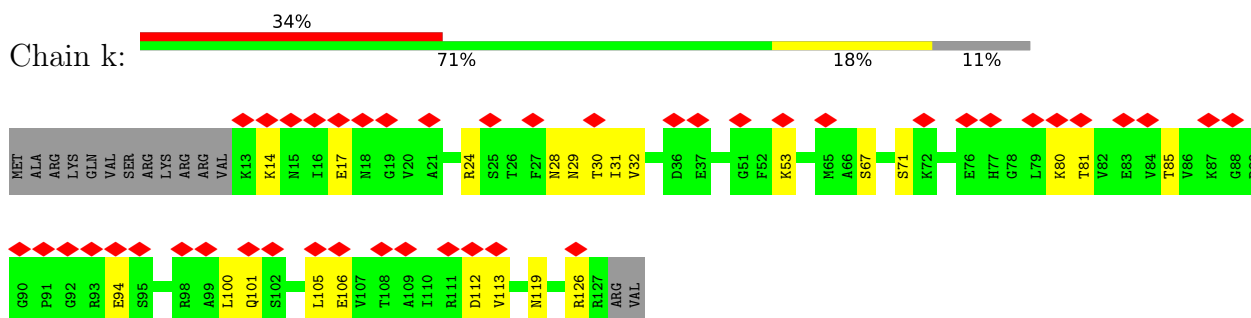 34%
Chain k:
71% 18% 11%
MET ALA ARG LYS GLN VAL SER ARG LYS ARG ARG VAL K13 K14 N15 I16 E17 N18 G19 V20 A21 R24 S25 T26 F27 N28 N29 T30 I31 V32 D36 E37 G51 F52 K53 M65 A66 S67 S71 K72 E76 H77 G78 L79 K80 T81 V82 E83 V84 T85 V86 K87 G88
G90 P91 G92 R93 E94 S95 R98 A99 L100 Q101 S102 L105 E106 V107 T108 A109 I110 R111 D112 V113 N119 R126 R127 ARG VAL